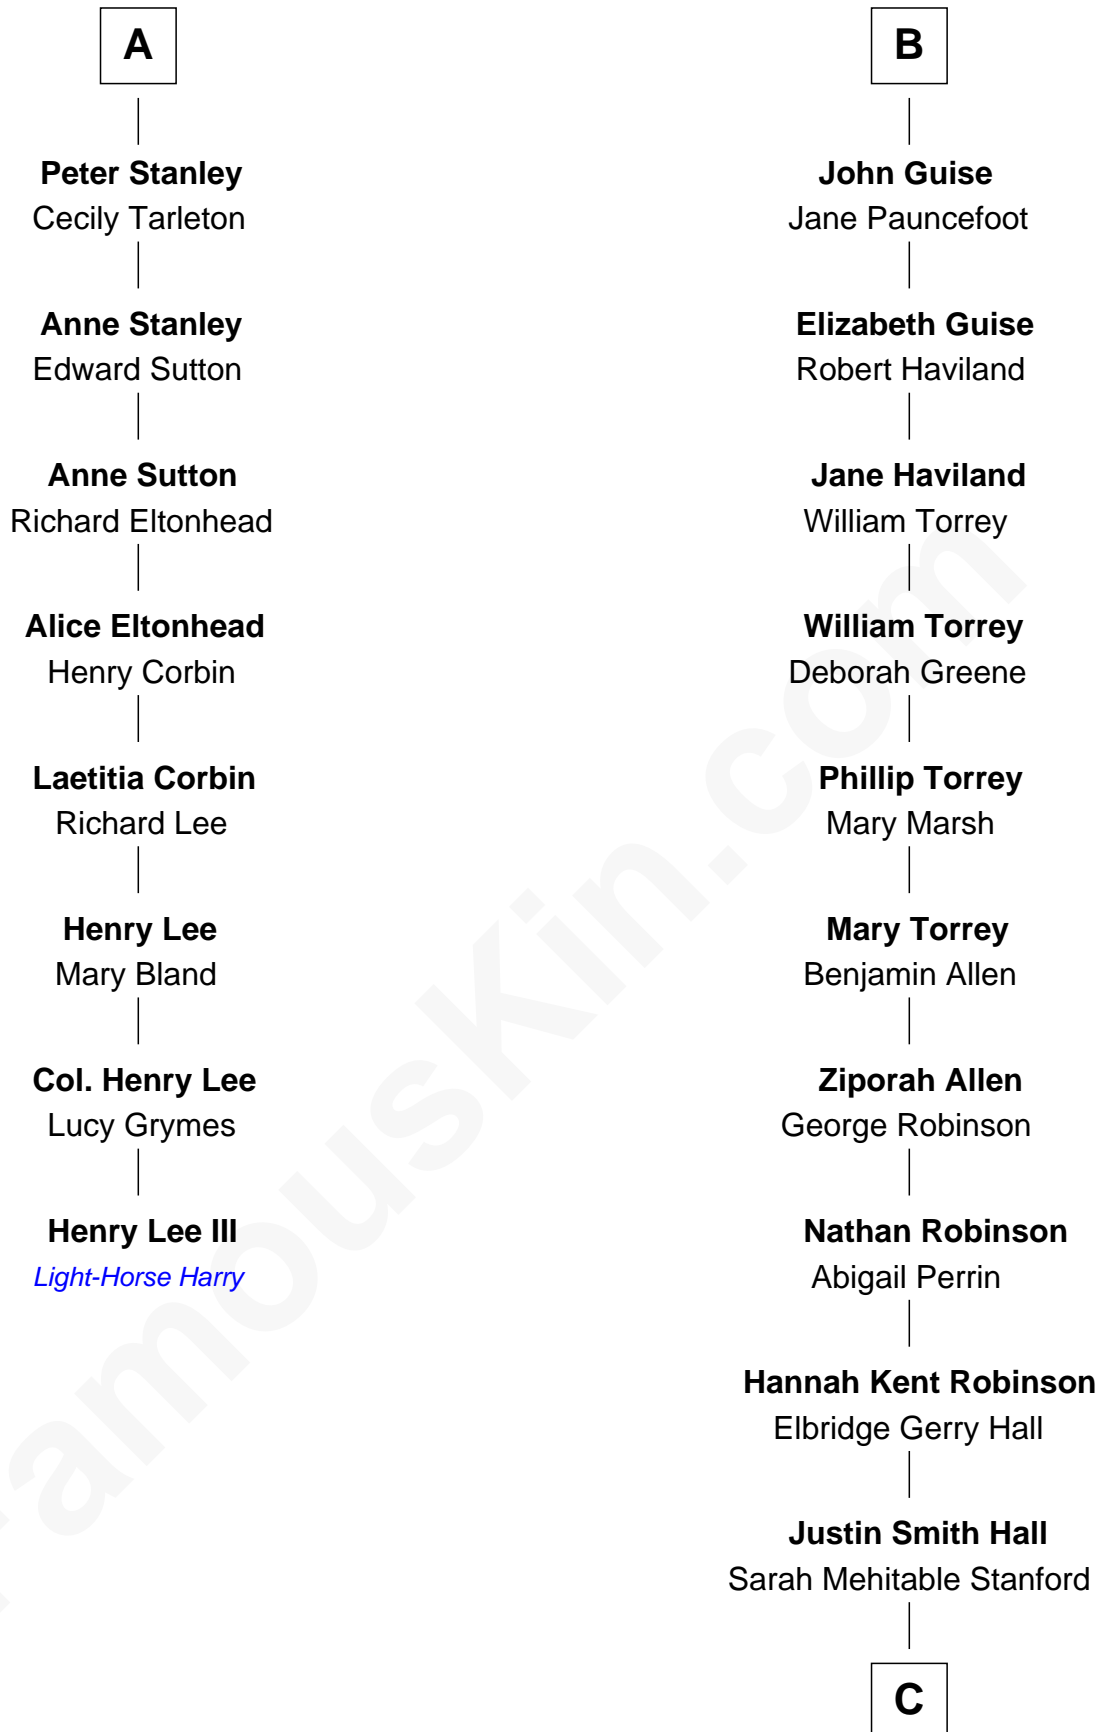 A
Peter Stanley
Cecily Tarleton
Anne Stanley
Edward Sutton
Anne Sutton
Richard Eltonhead
Alice Eltonhead
Henry Corbin
Laetitia Corbin
Richard Lee
Henry Lee
Mary Bland
Col. Henry Lee
Lucy Grymes
Henry Lee III
Light-Horse Harry
B
John Guise
Jane Pauncefoot
Elizabeth Guise
Robert Haviland
Jane Haviland
William Torrey
William Torrey
Deborah Greene
Phillip Torrey
Mary Marsh
Mary Torrey
Benjamin Allen
Ziporah Allen
George Robinson
Nathan Robinson
Abigail Perrin
Hannah Kent Robinson
Elbridge Gerry Hall
Justin Smith Hall
Sarah Mehitable Stanford
C
FamousKin.com